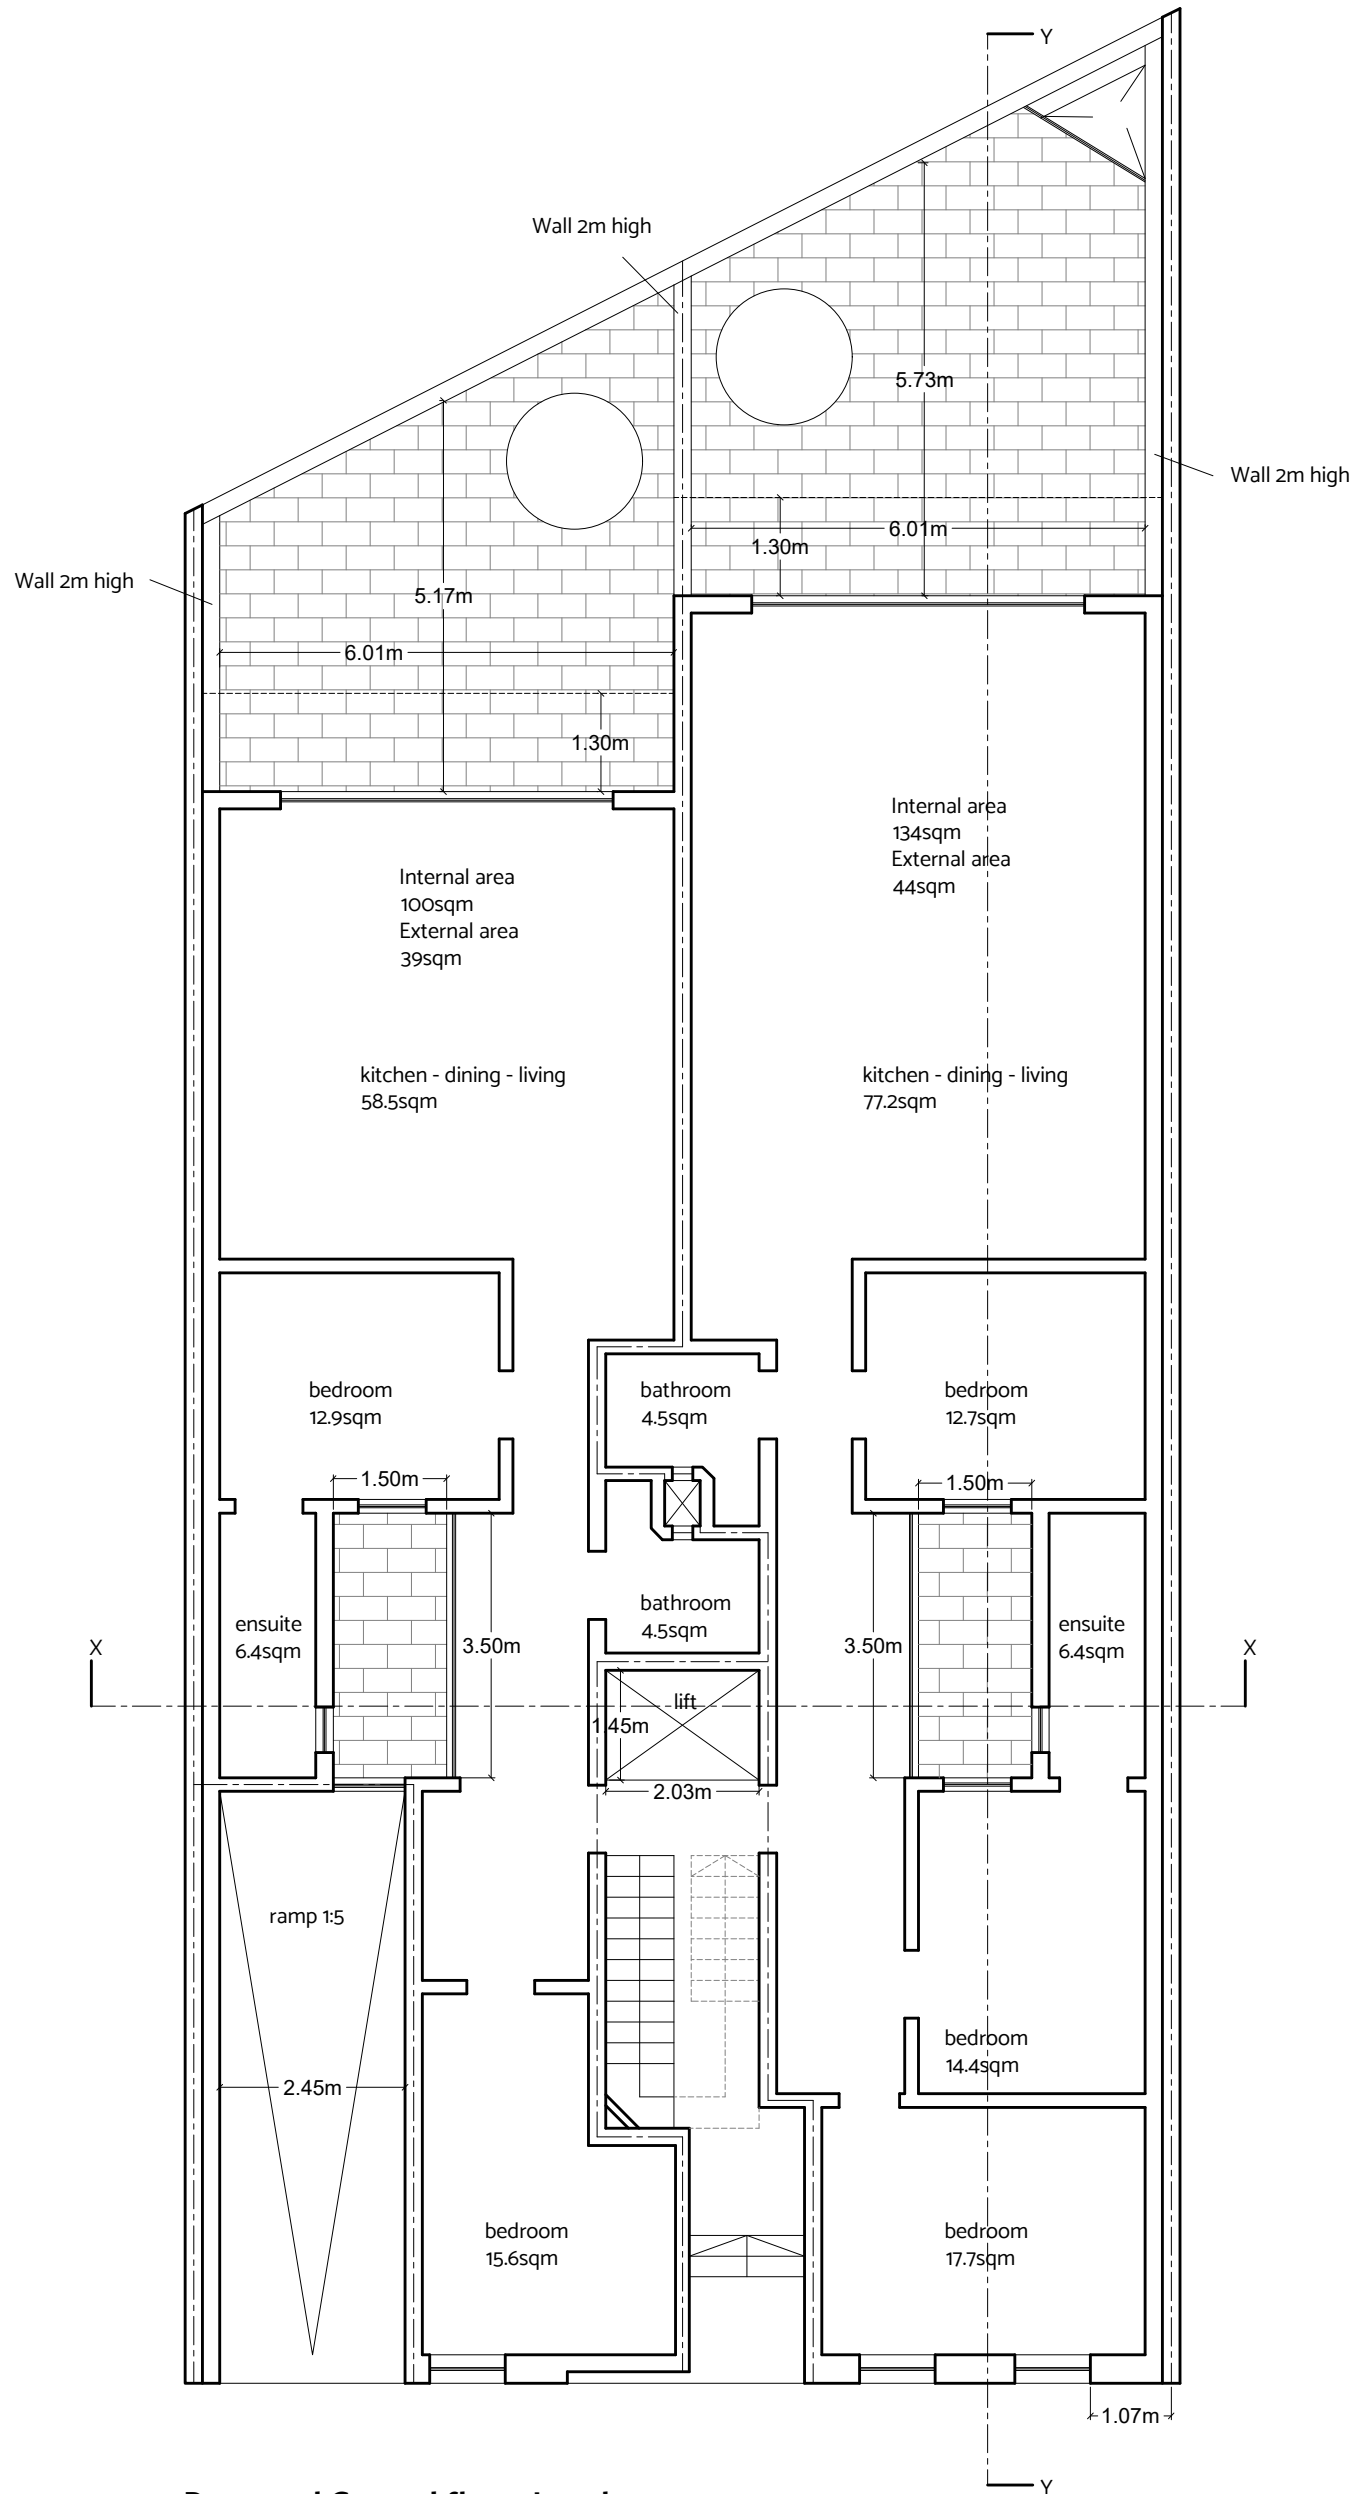 Y
Wall 2m high
5.73m
Wall 2m high
6.01m
1.30m
Wall 2m high
5.17m
6.01m
1.30m
Internal area
134sqm
External area
44sqm
Internal area
100sqm
External area
39sqm
kitchen - dining - living
58.5sqm
kitchen - dining - living
77.2sqm
bedroom
12.9sqm
bathroom
4.5sqm
bedroom
12.7sqm
1.50m
1.50m
bathroom
4.5sqm
ensuite
6.4sqm
3.50m
3.50m
ensuite
6.4sqm
X
X
lift
1.45m
2.03m
ramp 1:5
bedroom
14.4sqm
2.45m
bedroom
15.6sqm
bedroom
17.7sqm
1.07m
Y